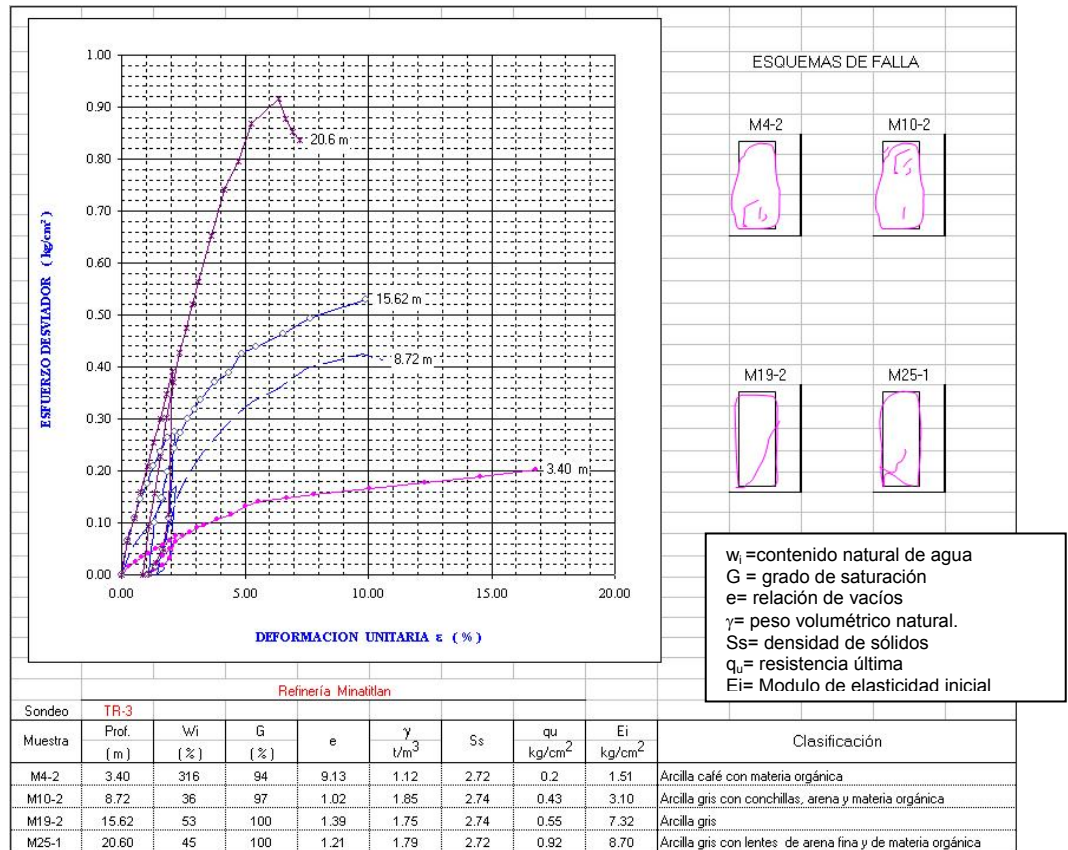 ESQUEMAS DE FALLA
M4-2
M10-2
M19-2
M25-1
ESFUERZO DESVIADOR ( kg/cm² )
1.00
0.90
0.80
0.70
0.60
0.50
0.40
0.30
0.20
0.10
0.00
20.6 m
15.62 m
8.72 m
3.40 m
0.00 5.00 10.00 15.00 20.00
DEFORMACION UNITARIA ε ( % )
wi =contenido natural de agua
G = grado de saturación
e= relación de vacíos
γ= peso volumétrico natural.
Ss= densidad de sólidos
qu= resistencia última
Ei= Modulo de elasticidad inicial
Refinería Minatitlan
Sondeo TR-3
Muestra Prof. (m) Wi (%) G (%) e γ t/m³ Ss qu kg/cm² Ei kg/cm² Clasificación
M4-2 3.40 316 94 9.13 1.12 2.72 0.2 1.51 Arcilla café con materia orgánica
M10-2 8.72 36 97 1.02 1.85 2.74 0.43 3.10 Arcilla gris con conchillas, arena y materia orgánica
M19-2 15.62 53 100 1.39 1.75 2.74 0.55 7.32 Arcilla gris
M25-1 20.60 45 100 1.21 1.79 2.72 0.92 8.70 Arcilla gris con lentes de arena fina y de materia orgánica